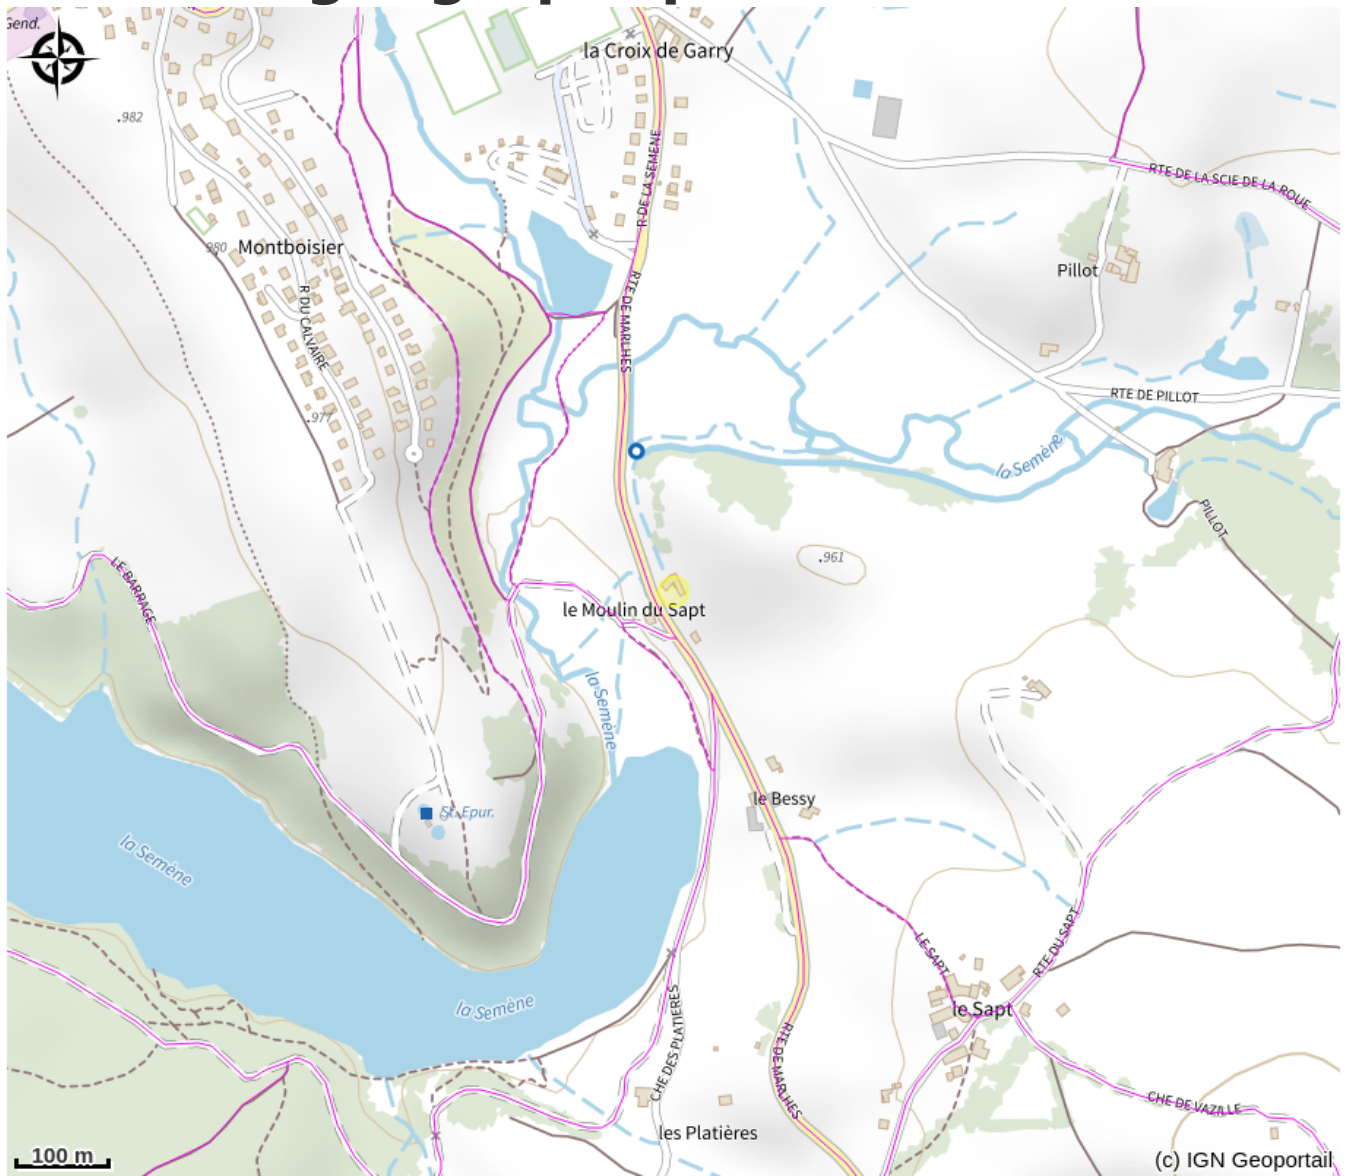 Gend.
la Croix de Garry
.982
R DE LA SEMENE
RTE DE LA SCIE DE LA ROUE
.980
Montboisier
Pillot
R DU CALVAIRE
RTE DE MARLHES
RTE DE PILLOT
.977
la Semène
PILLOT
.961
LE BARRAGE
le Moulin du Sapt
la Semène
le Bessy
St. Epur.
la Semène
LE SAPT
RTE DU SAPT
la Semène
le Sapt
CHE DES PLATIERES
RTE DE MARLHES
CHE DE VAZILLE
les Platières
100 m
(c) IGN Geoportail